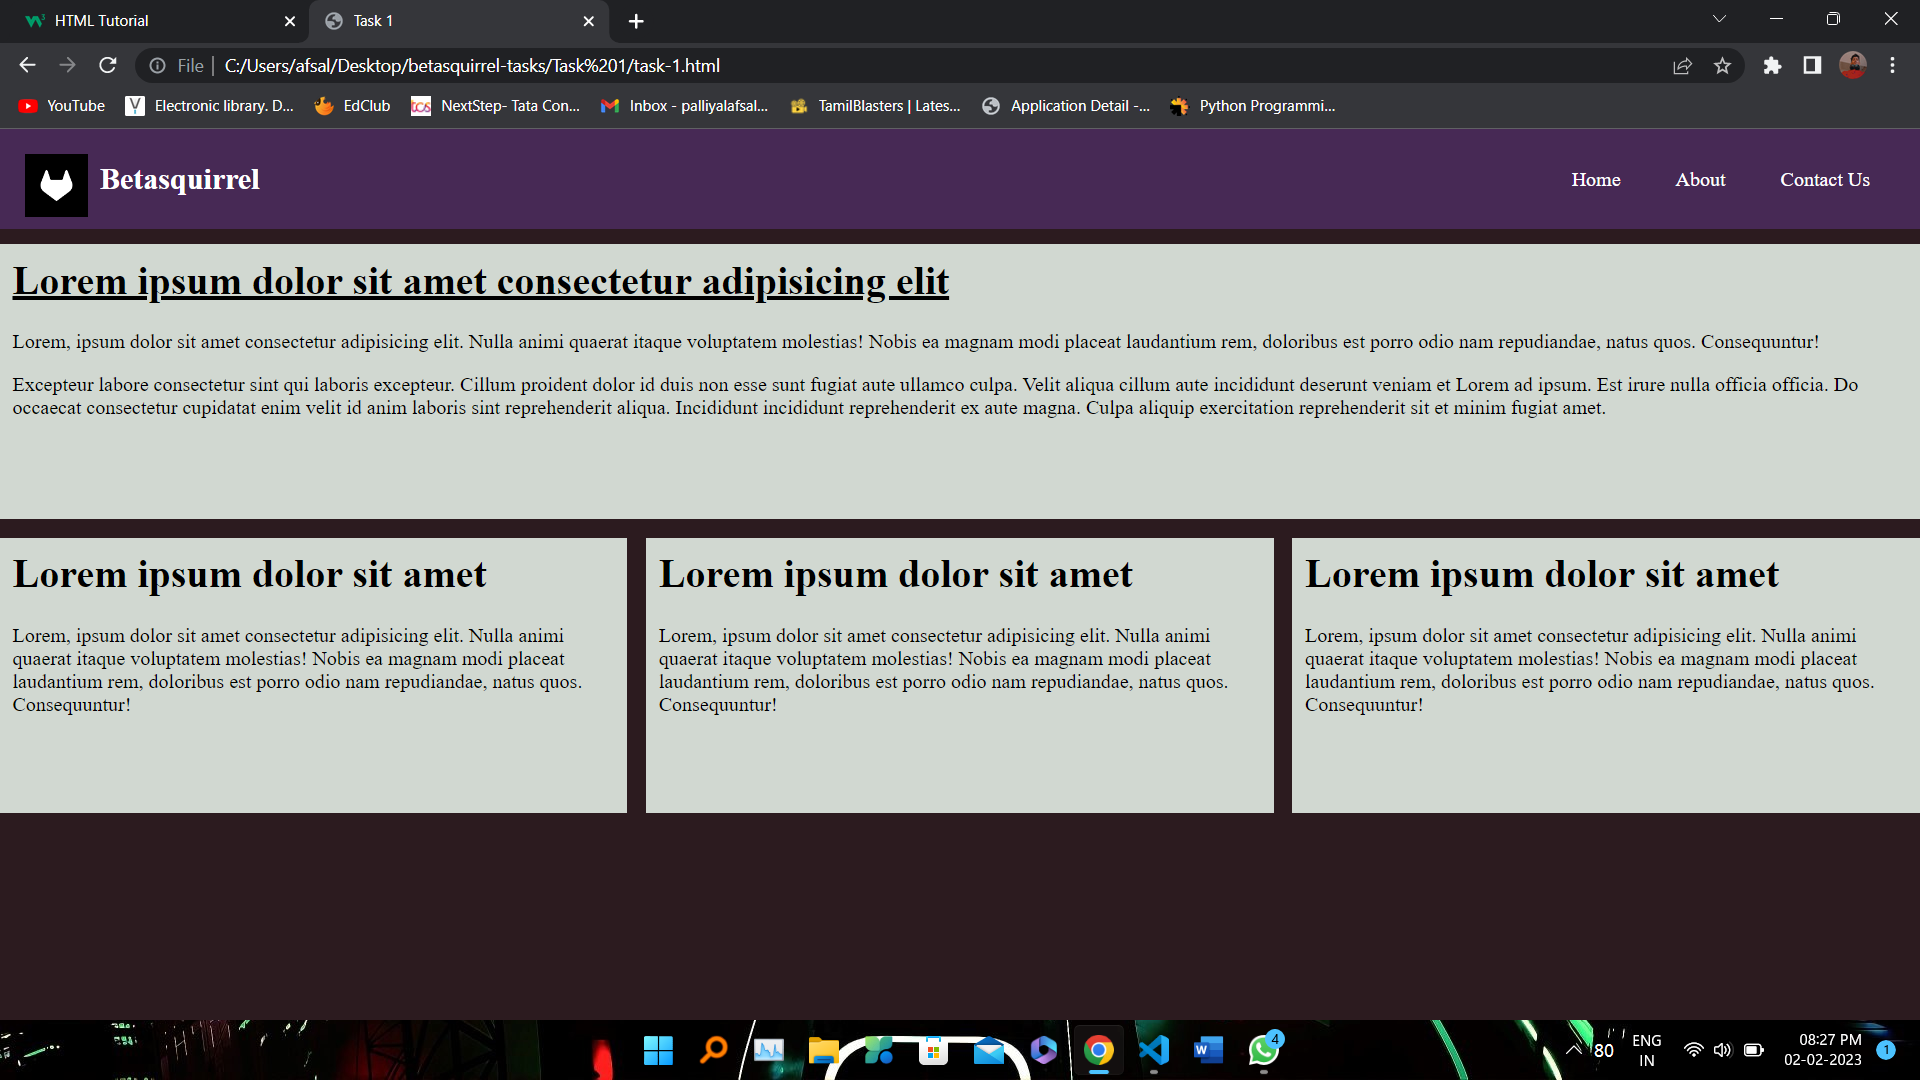 HTML Tutorial
Task 1
File | C:/Users/afsal/Desktop/betasquirrel-tasks/Task%201/task-1.html
YouTube
Electronic library. D...
EdClub
tcs
NextStep- Tata Con...
Inbox - palliyalafsal...
TamilBlasters | Lates...
Application Detail -...
Python Programmi...
Betasquirrel
Home
About
Contact Us
Lorem ipsum dolor sit amet consectetur adipisicing elit
Lorem, ipsum dolor sit amet consectetur adipisicing elit. Nulla animi quaerat itaque voluptatem molestias! Nobis ea magnam modi placeat laudantium rem, doloribus est porro odio nam repudiandae, natus quos. Consequuntur!
Excepteur labore consectetur sint qui laboris excepteur. Cillum proident dolor id duis non esse sunt fugiat aute ullamco culpa. Velit aliqua cillum aute incididunt deserunt veniam et Lorem ad ipsum. Est irure nulla officia officia. Do
occaecat consectetur cupidatat enim velit id anim laboris sint reprehenderit aliqua. Incididunt incididunt reprehenderit ex aute magna. Culpa aliquip exercitation reprehenderit sit et minim fugiat amet.
Lorem ipsum dolor sit amet
Lorem, ipsum dolor sit amet consectetur adipisicing elit. Nulla animi
quaerat itaque voluptatem molestias! Nobis ea magnam modi placeat
laudantium rem, doloribus est porro odio nam repudiandae, natus quos.
Consequuntur!
Lorem ipsum dolor sit amet
Lorem, ipsum dolor sit amet consectetur adipisicing elit. Nulla animi
quaerat itaque voluptatem molestias! Nobis ea magnam modi placeat
laudantium rem, doloribus est porro odio nam repudiandae, natus quos.
Consequuntur!
Lorem ipsum dolor sit amet
Lorem, ipsum dolor sit amet consectetur adipisicing elit. Nulla animi
quaerat itaque voluptatem molestias! Nobis ea magnam modi placeat
laudantium rem, doloribus est porro odio nam repudiandae, natus quos.
Consequuntur!
4
80
ENG
IN
08:27 PM
02-02-2023
1